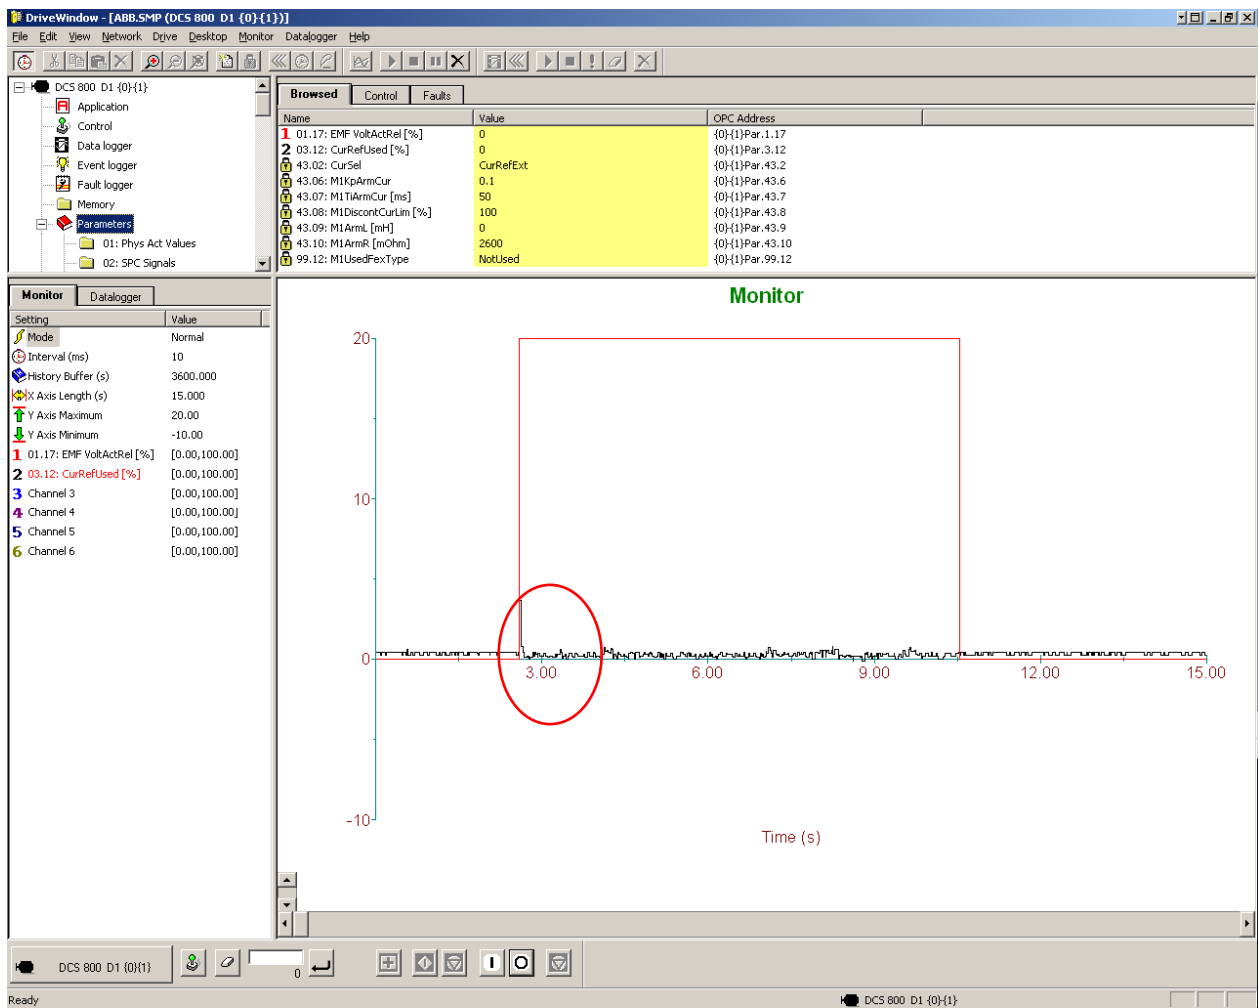 DriveWindow - [ABB.SMP (DCS 800 D1 {0}{1})]
File Edit View Network Drive Desktop Monitor Datalogger Help
DCS 800 D1 {0}{1}
Application
Control
Data logger
Event logger
Fault logger
Memory
Parameters
01: Phys Act Values
02: SPC Signals
Browsed Control Faults
Name Value OPC Address
1 01.17: EMF VoltActRel [%] 0 {0}{1}Par.1.17
2 03.12: CurRefUsed [%] 0 {0}{1}Par.3.12
43.02: CurSel CurRefExt {0}{1}Par.43.2
43.06: M1KpArmCur 0.1 {0}{1}Par.43.6
43.07: M1TiArmCur [ms] 50 {0}{1}Par.43.7
43.08: M1DiscontCurLim [%] 100 {0}{1}Par.43.8
43.09: M1ArmL [mH] 0 {0}{1}Par.43.9
43.10: M1ArmR [mOhm] 2600 {0}{1}Par.43.10
99.12: M1UsedFexType NotUsed {0}{1}Par.99.12
Monitor Datalogger
Setting Value
Mode Normal
Interval (ms) 10
History Buffer (s) 3600.000
X Axis Length (s) 15.000
Y Axis Maximum 20.00
Y Axis Minimum -10.00
1 01.17: EMF VoltActRel [%] [0.00,100.00]
2 03.12: CurRefUsed [%] [0.00,100.00]
3 Channel 3 [0.00,100.00]
4 Channel 4 [0.00,100.00]
5 Channel 5 [0.00,100.00]
6 Channel 6 [0.00,100.00]
Monitor
20
10
0
3.00 6.00 9.00 12.00 15.00
-10
Time (s)
DCS 800 D1 {0}{1}
0
Ready
DCS 800 D1 {0}{1}